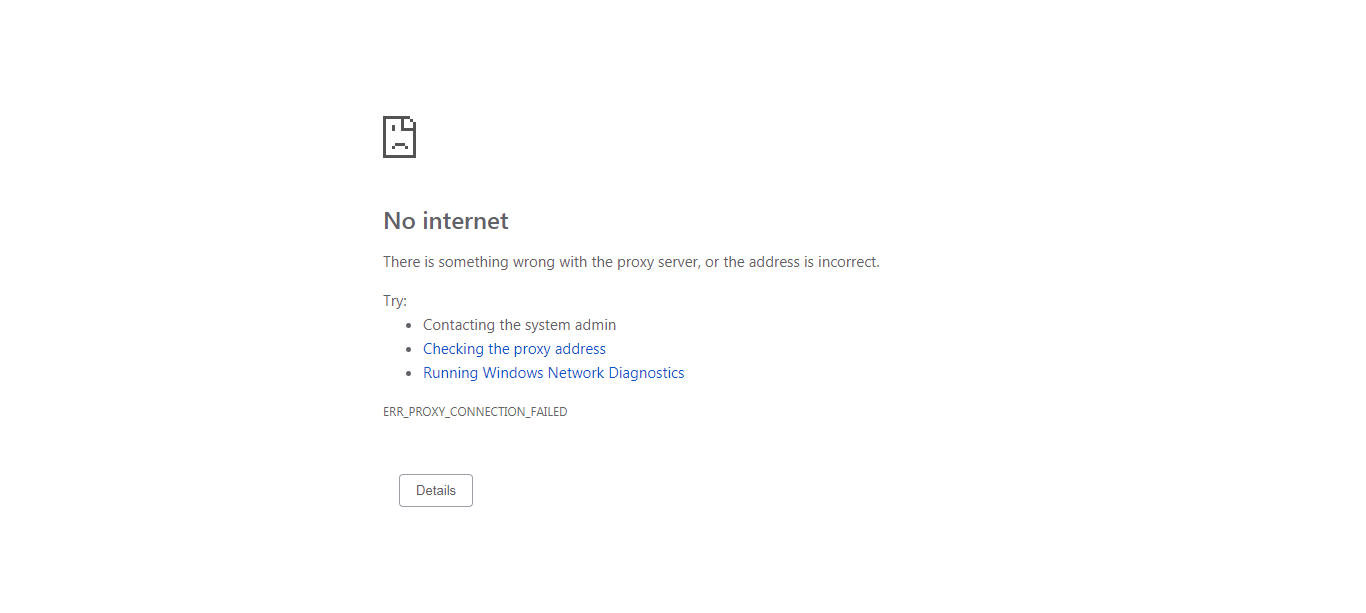 No internet
There is something wrong with the proxy server, or the address is incorrect.
Try:
Contacting the system admin
Checking the proxy address
Running Windows Network Diagnostics
ERR_PROXY_CONNECTION_FAILED
Details